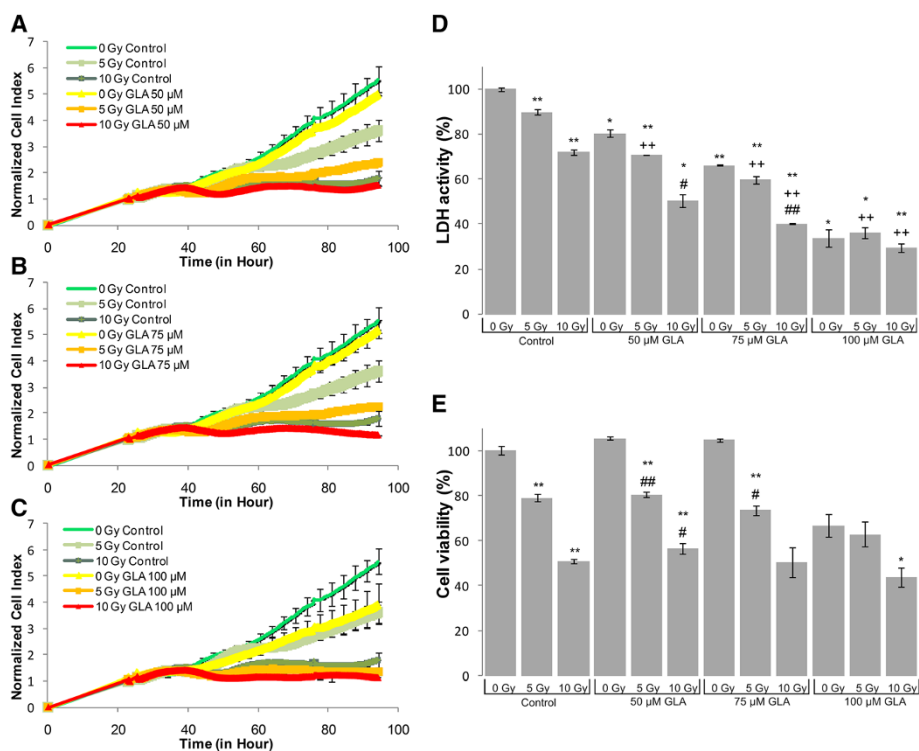 A
7
6
5
4
3
2
1
0
Normalized Cell Index
0 Gy Control
5 Gy Control
10 Gy Control
0 Gy GLA 50 µM
5 Gy GLA 50 µM
10 Gy GLA 50 µM
0 20 40 60 80 100
Time (in Hour)
B
7
6
5
4
3
2
1
0
Normalized Cell Index
0 Gy Control
5 Gy Control
10 Gy Control
0 Gy GLA 75 µM
5 Gy GLA 75 µM
10 Gy GLA 75 µM
0 20 40 60 80 100
Time (in Hour)
C
7
6
5
4
3
2
1
0
Normalized Cell Index
0 Gy Control
5 Gy Control
10 Gy Control
0 Gy GLA 100 µM
5 Gy GLA 100 µM
10 Gy GLA 100 µM
0 20 40 60 80 100
Time (in Hour)
D
120
100
80
60
40
20
0
LDH activity (%)
**
**
*
**
++
*
#
**
**
++
**
++
##
*
*
++
**
++
0 Gy 5 Gy 10 Gy 0 Gy 5 Gy 10 Gy 0 Gy 5 Gy 10 Gy 0 Gy 5 Gy 10 Gy
Control 50 µM GLA 75 µM GLA 100 µM GLA
E
120
100
80
60
40
20
0
Cell viability (%)
**
**
**
##
**
#
**
#
*
0 Gy 5 Gy 10 Gy 0 Gy 5 Gy 10 Gy 0 Gy 5 Gy 10 Gy 0 Gy 5 Gy 10 Gy
Control 50 µM GLA 75 µM GLA 100 µM GLA